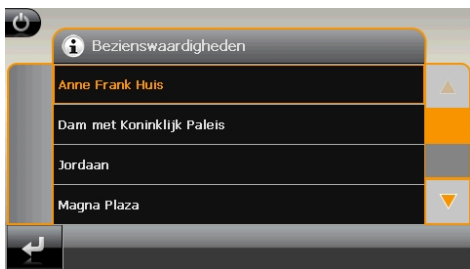 Bezienswaardigheden
Anne Frank Huis
Dam met Koninklijk Paleis
Jordaan
Magna Plaza